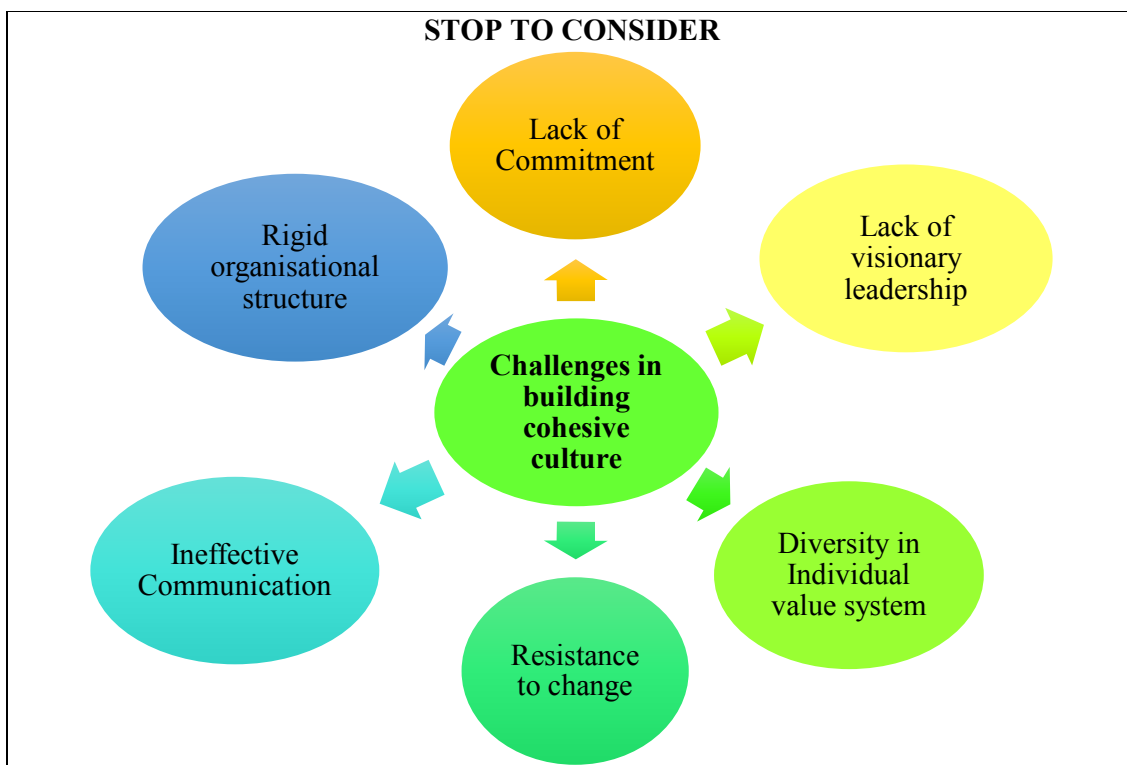 STOP TO CONSIDER
Lack of
Commitment
Lack of
visionary
leadership
Diversity in
Individual
value system
Resistance
to change
Ineffective
Communication
Rigid
organisational
structure
Challenges in
building
cohesive
culture